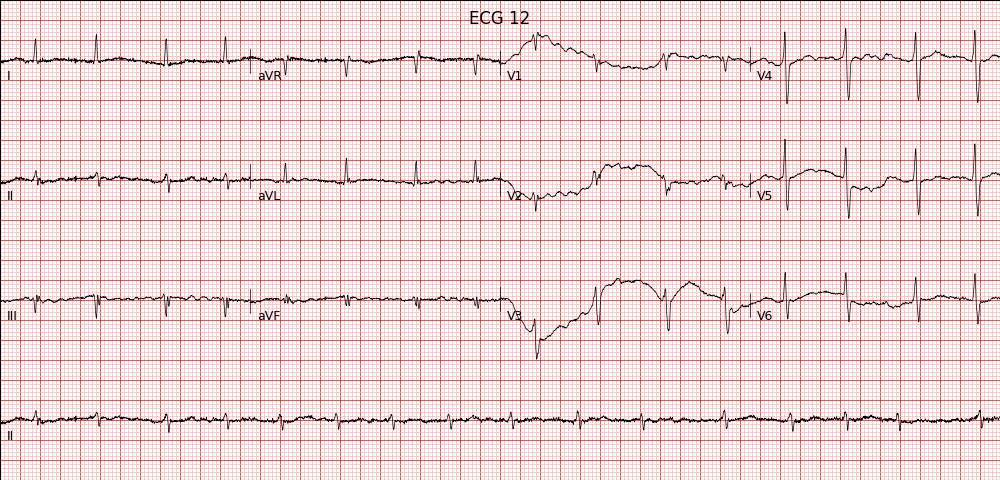 ECG 12
I aVR V1 V4
II aVL V2 V5
III aVF V3 V6
II